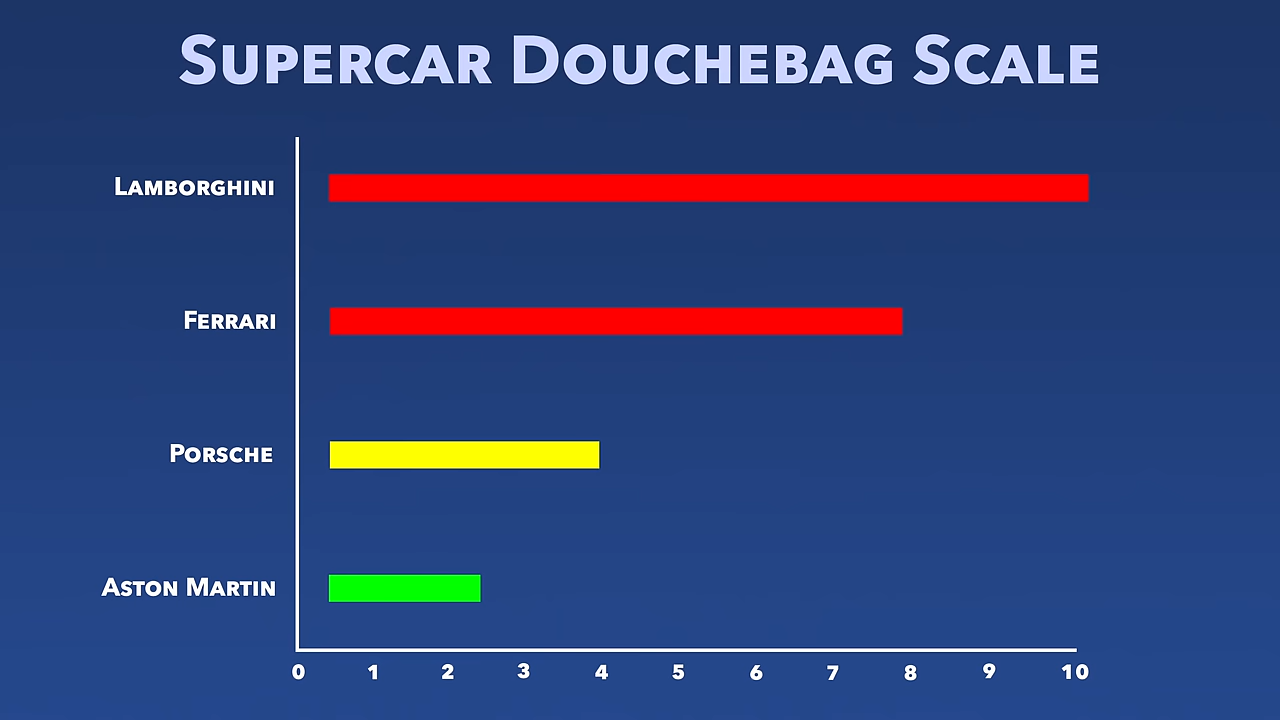 Supercar Douchebag Scale
Lamborghini
Ferrari
Porsche
Aston Martin
0 1 2 3 4 5 6 7 8 9 10